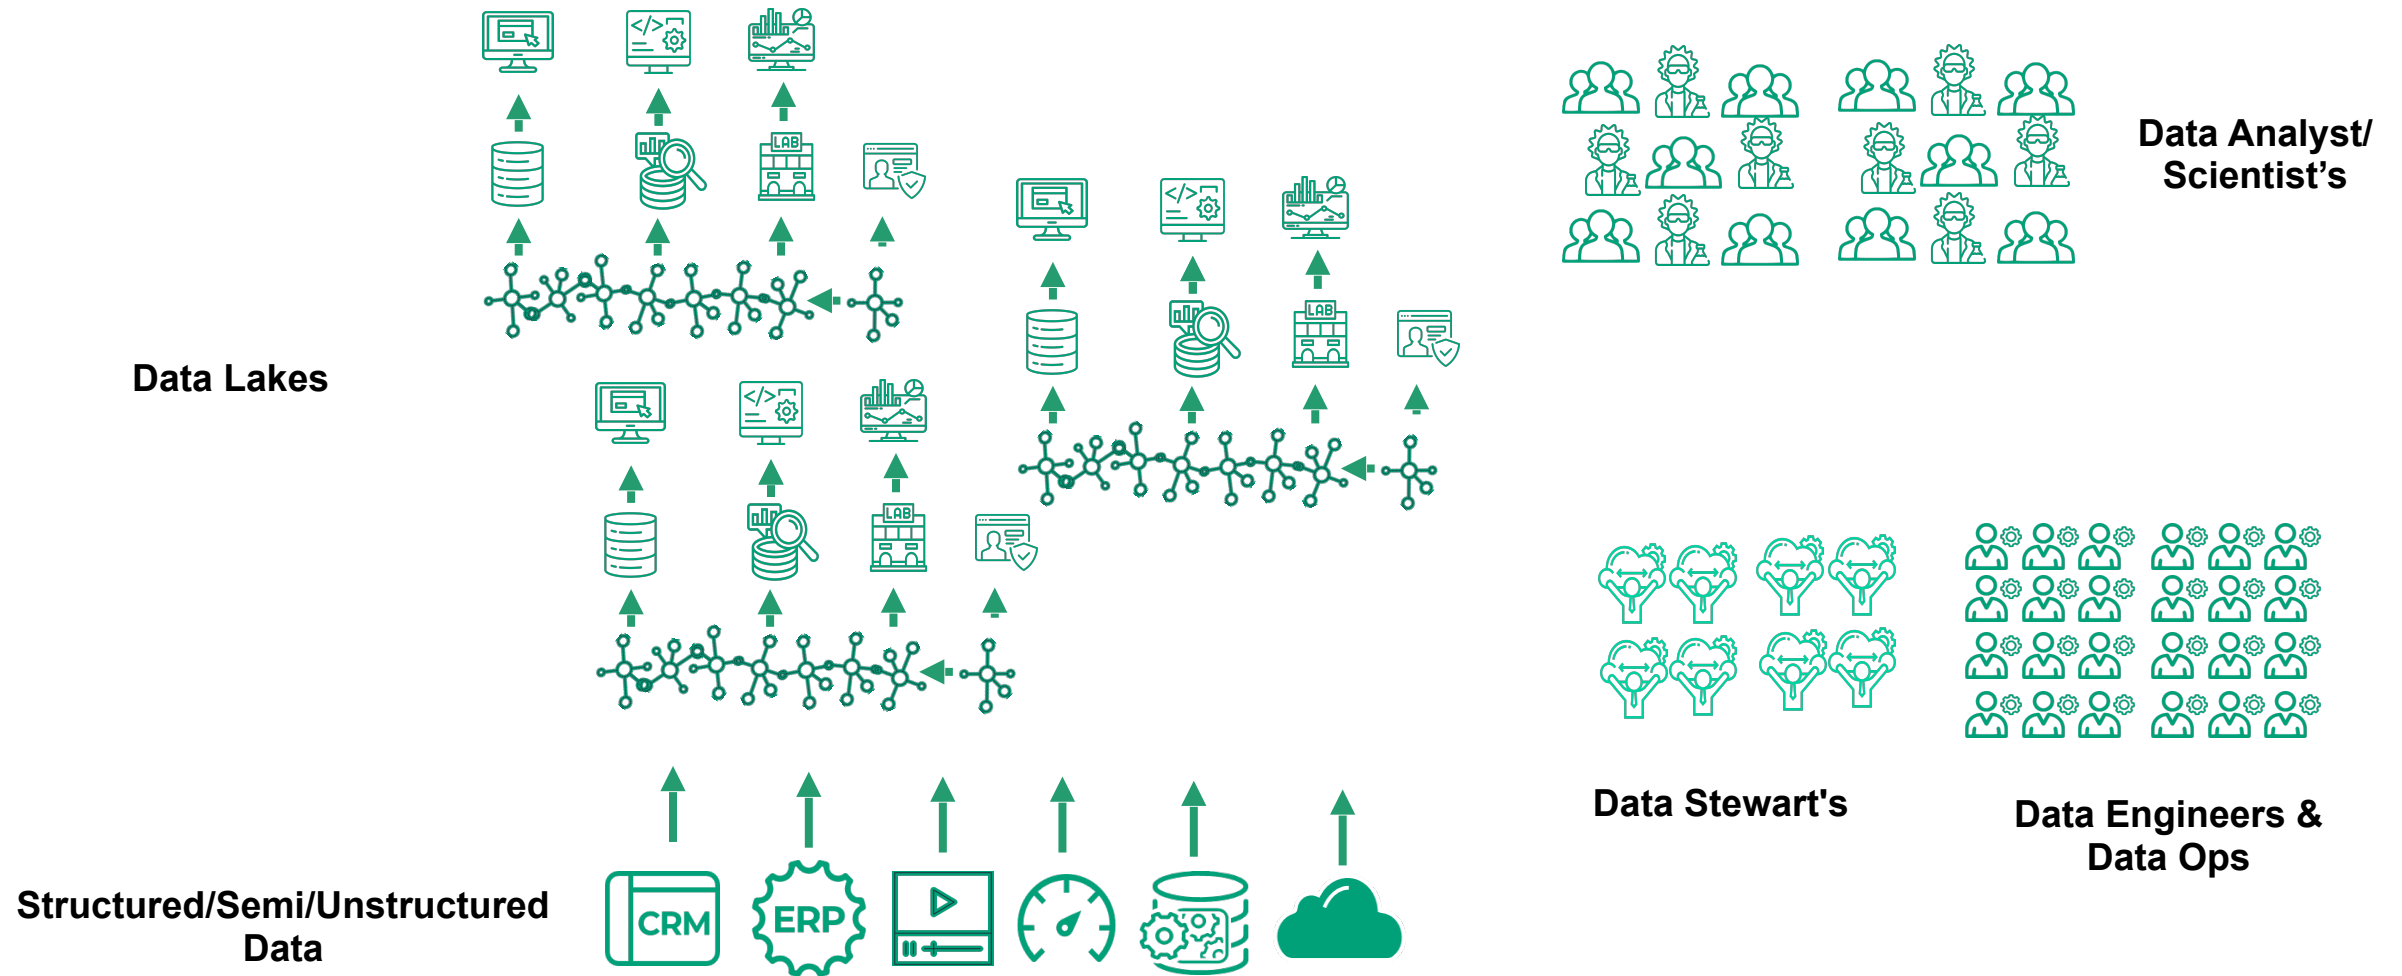 </>
LAB
</>
LAB
Data Analyst/
Scientist’s
Data Lakes
</>
LAB
Data Stewart's
Data Engineers &
Data Ops
CRM
ERP
Structured/Semi/Unstructured
Data